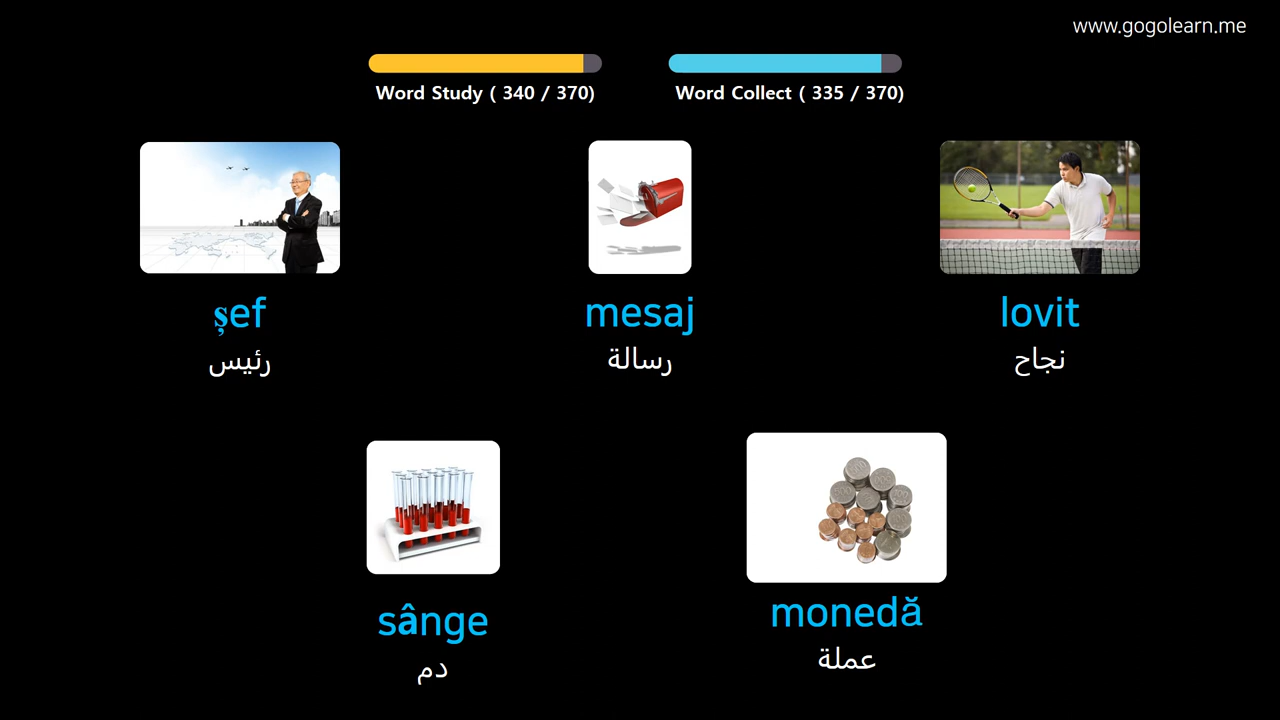 www.gogolearn.me
Word Study ( 340 / 370)
Word Collect ( 335 / 370)
șef
رئيس
mesaj
رسالة
lovit
نجاح
sânge
دم
monedă
عملة